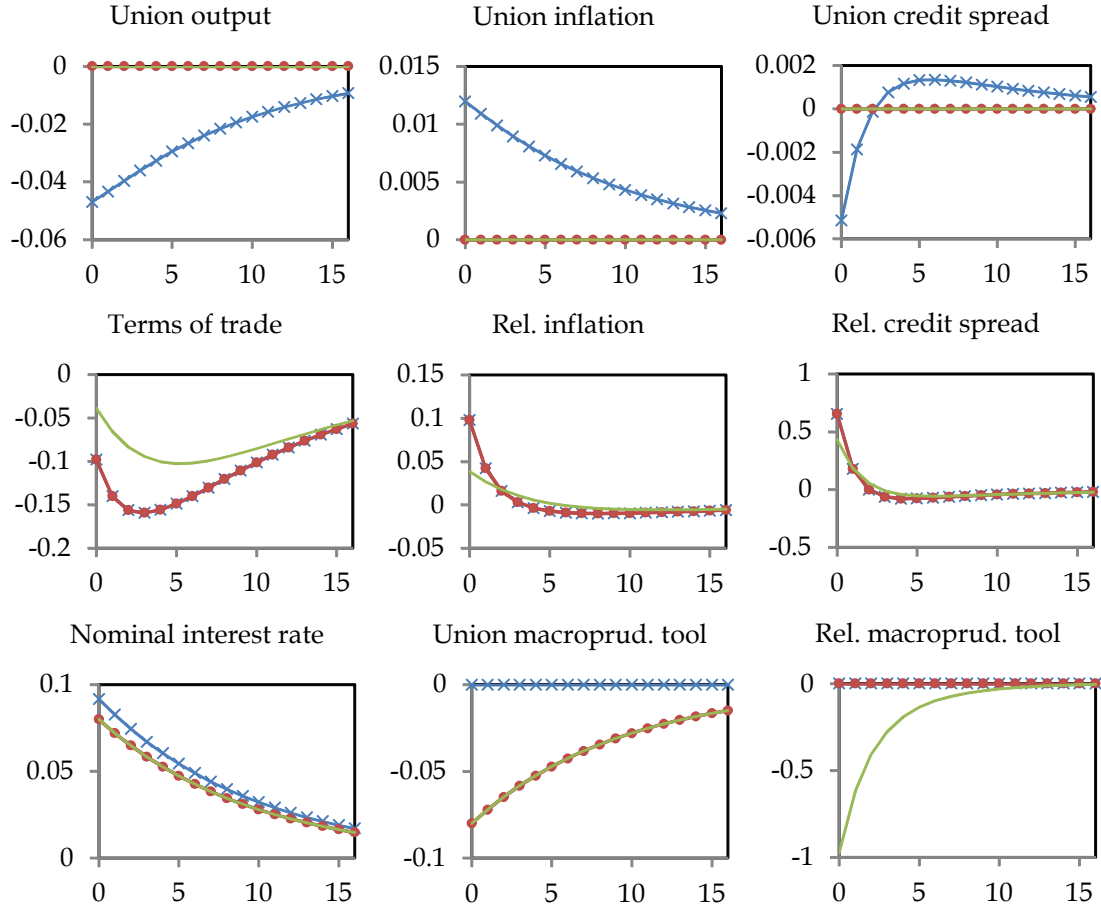 Union output Union inflation Union credit spread
0 0.015 0.002
-0.02 0.01 0
-0.04 0.005 -0.002
-0.06 0 -0.004
-0.006
0 5 10 15 0 5 10 15 0 5 10 15
Terms of trade Rel. inflation Rel. credit spread
0 0.15 1
-0.05 0.1 0.5
-0.1 0.05 0
-0.15 0 -0.5
-0.2 -0.05
0 5 10 15 0 5 10 15 0 5 10 15
Nominal interest rate Union macroprud. tool Rel. macroprud. tool
0.1 0 0
0.05 -0.05 -0.5
0 -0.1 -1
0 5 10 15 0 5 10 15 0 5 10 15